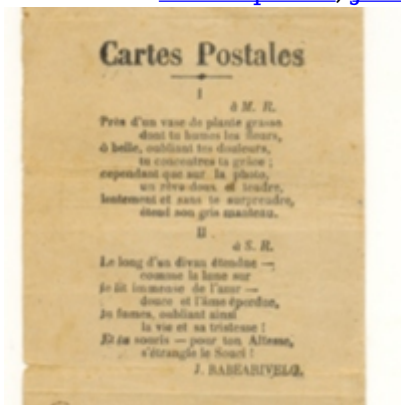 Cartes Postales
I
à M. R.
Près d'un vase de plante grasse
dont tu humes les fleurs,
ô belle, oubliant tes douleurs,
tu concentres ta grâce ;
cependant que sur la photo,
un rêve doux et tendre,
lentement et sans te surprendre,
étend son gris manteau.
II
à S. R.
Le long d'un divan étendue —
comme la lune sur
le lit immense de l'azur —
douce et l'âme éperdue,
tu fumes, oubliant ainsi
la vie et sa tristesse !
Et tu souris — pour ton Altesse,
s'étrangle le Souci !
J. RABEARIVELO.